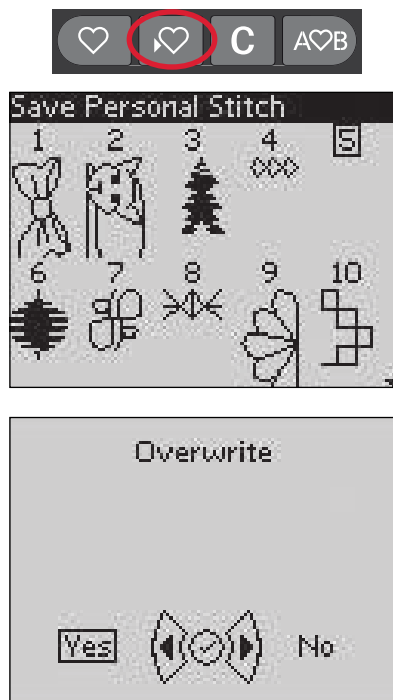 C A♡B
Save Personal Stitch
1 2 3 4 5
6 7 8 9 10
Overwrite
Yes No